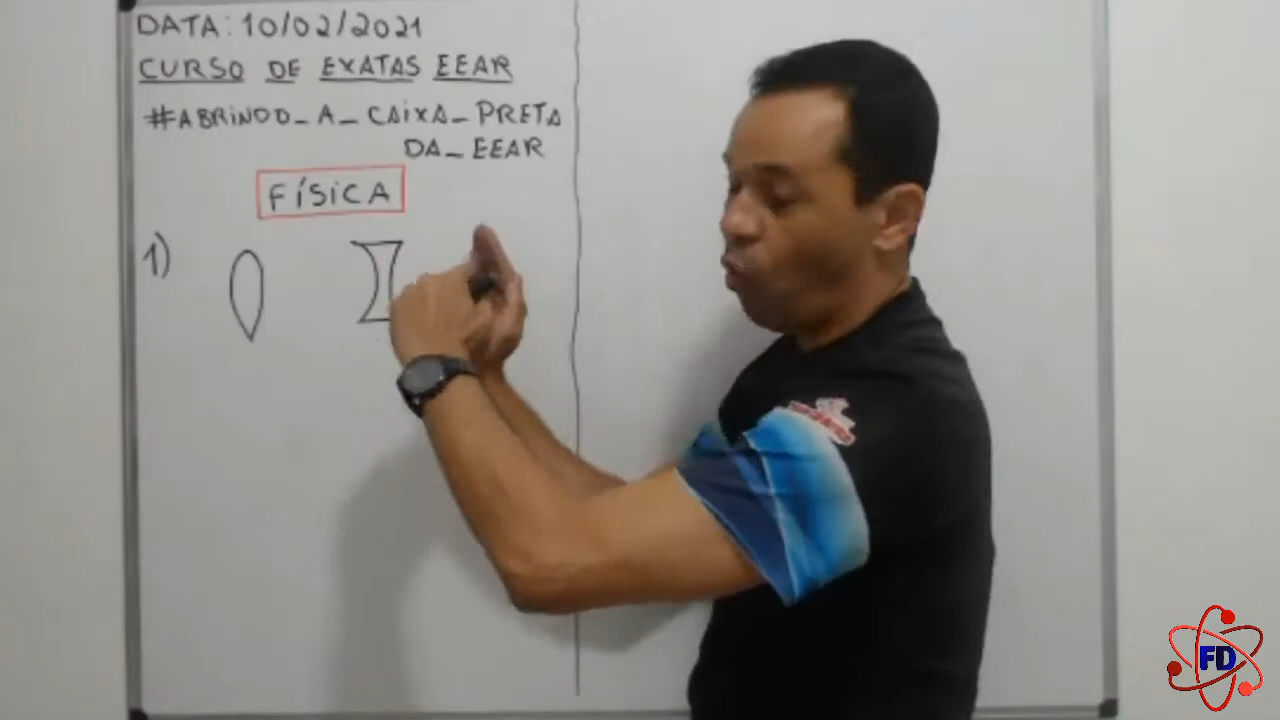 DATA: 10/02/2021
CURSO DE EXATAS EEAR
#ABRINDO_A_CAIXA_PRETA
DA_EEAR
FÍSICA
1)
FD